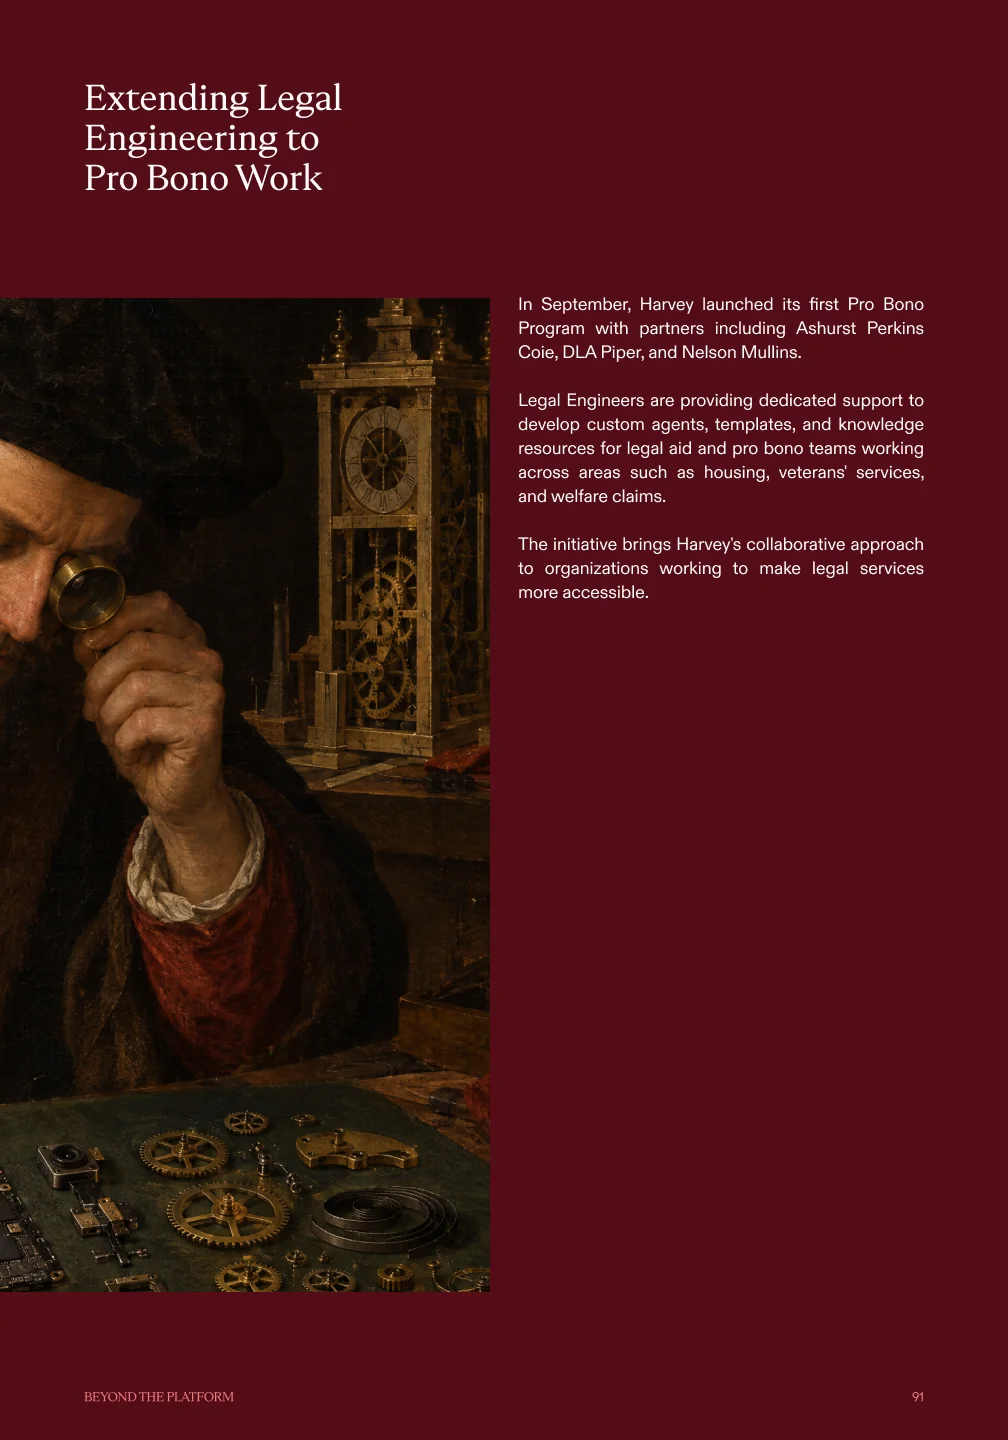 Extending Legal
Engineering to
Pro Bono Work
In September, Harvey launched its first Pro Bono
Program with partners including Ashurst Perkins
Coie, DLA Piper, and Nelson Mullins.
Legal Engineers are providing dedicated support to
develop custom agents, templates, and knowledge
resources for legal aid and pro bono teams working
across areas such as housing, veterans' services,
and welfare claims.
The initiative brings Harvey's collaborative approach
to organizations working to make legal services
more accessible.
BEYOND THE PLATFORM
91